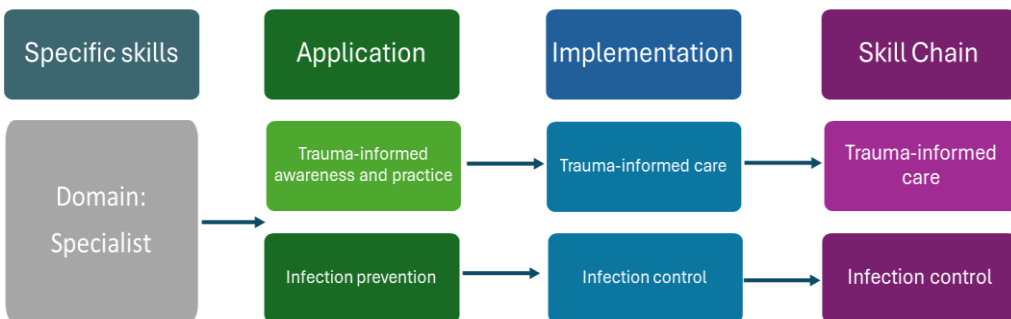 Specific skills
Application
Implementation
Skill Chain
Domain:
Specialist
Trauma-informed
awareness and practice
Trauma-informed care
Trauma-informed
care
Infection prevention
Infection control
Infection control